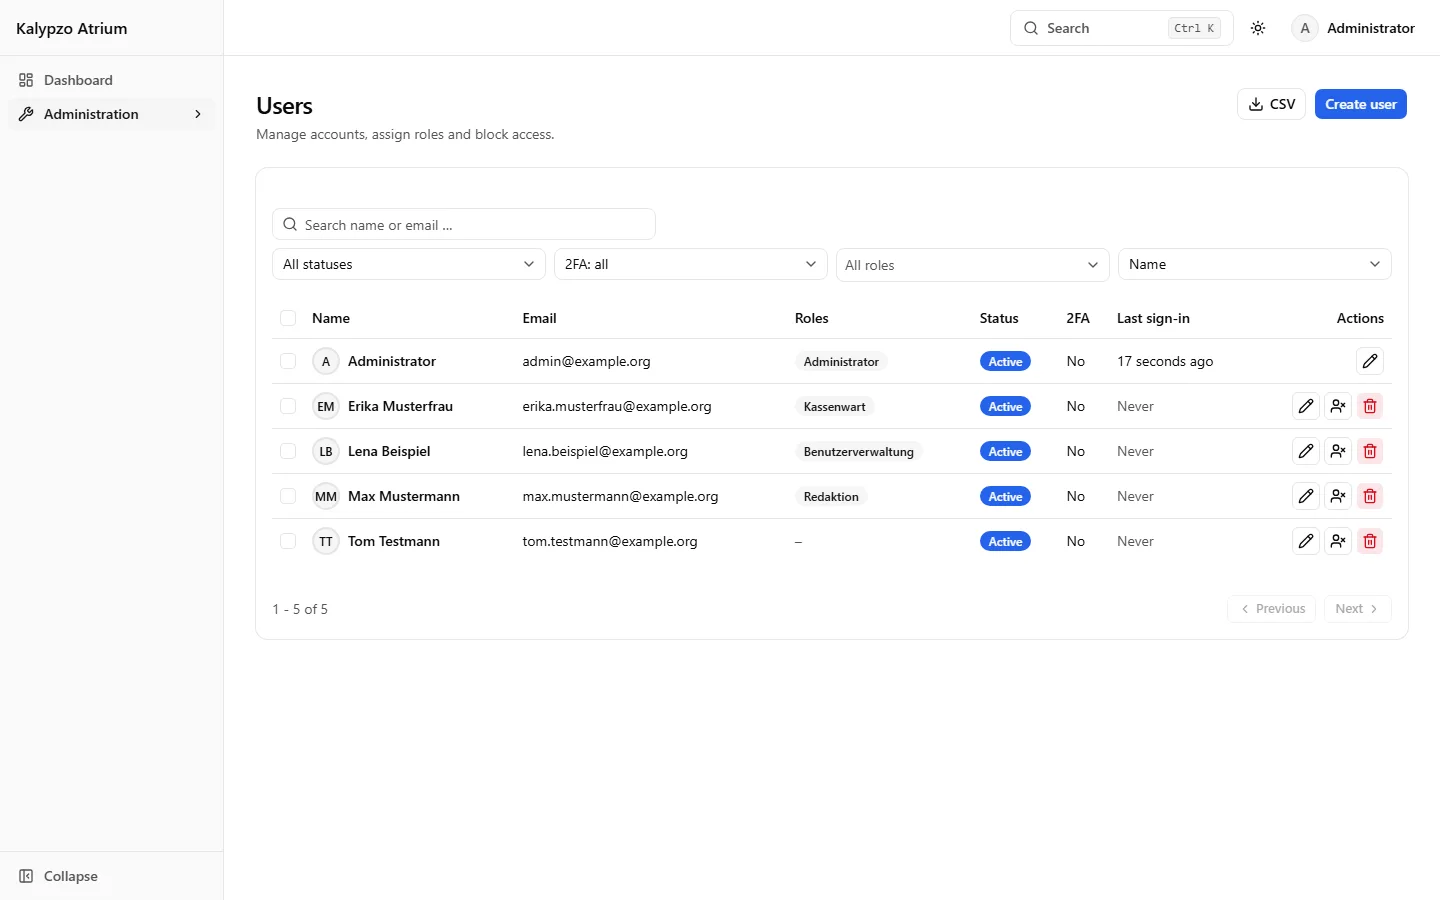 Kalypzo Atrium
Search Ctrl K
A Administrator
Dashboard
Administration
Users
Manage accounts, assign roles and block access.
CSV
Create user
Search name or email ...
All statuses
2FA: all
All roles
Name
Name Email Roles Status 2FA Last sign-in Actions
A Administrator admin@example.org Administrator Active No 17 seconds ago
EM Erika Musterfrau erika.musterfrau@example.org Kassenwart Active No Never
LB Lena Beispiel lena.beispiel@example.org Benutzerverwaltung Active No Never
MM Max Mustermann max.mustermann@example.org Redaktion Active No Never
TT Tom Testmann tom.testmann@example.org – Active No Never
1 - 5 of 5
Previous
Next
Collapse